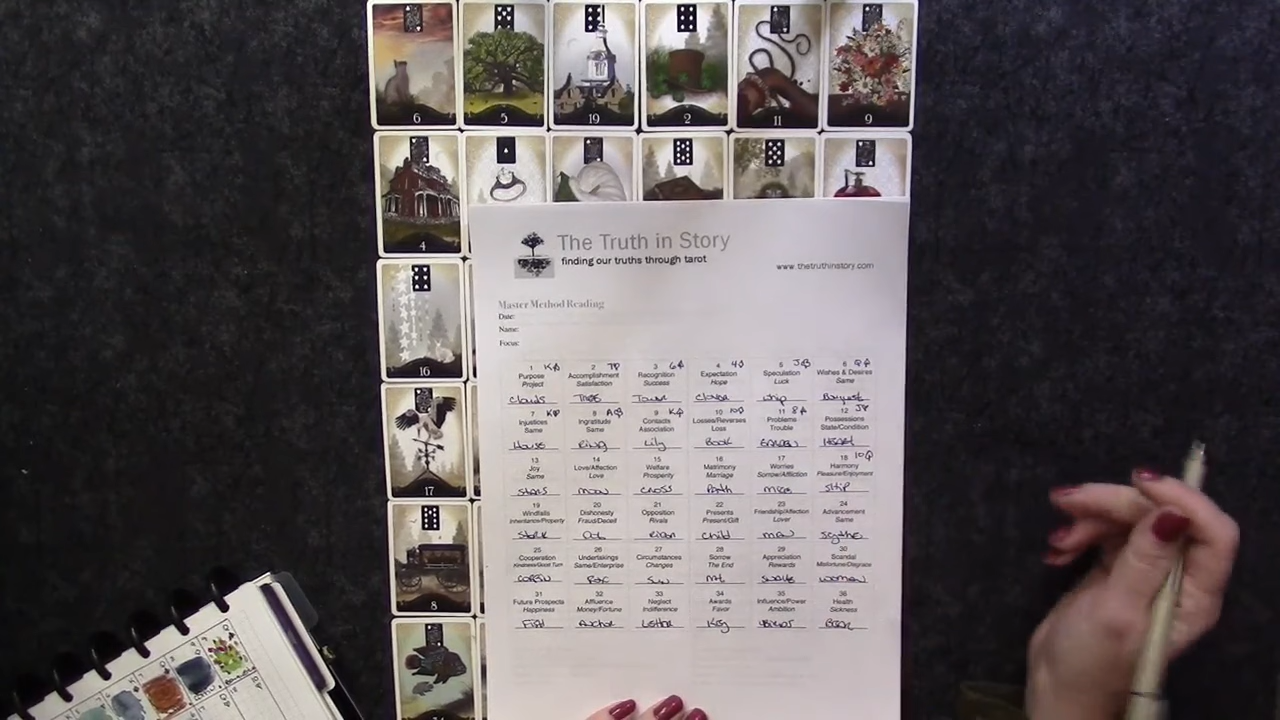 6 5 19 2 11 9
4
The Truth in Story
finding our truths through tarot
www.thetruthinstory.com
Master Method Reading
Date:
Name:
Focus:
16
1 2 3 4 5 6
Purpose Accomplishment Recognition Expectation Speculation Wishes & Desires
Project Satisfaction Success Hope Luck Same
Clouds Tree Tower Clover Whip Bouquet
7 8 9 10 11 12
Injustices Ingratitude Contacts Losses/Reverses Problems Possessions
Same Same Association Loss Trouble State/Condition
House Ring Lily Book Garden Heart
13 14 15 16 17 18
Joy Love/Affection Welfare Matrimony Worries Harmony
Same Love Prosperity Marriage Sorrow/Affliction Pleasure/Enjoyment
Stars Moon Cross Path Mice Ship
17
19 20 21 22 23 24
Windfalls Dishonesty Opposition Presents Friendship/Affection Advancement
Inheritance/Property Fraud/Deceit Rivals Present/Gift Lover Same
Stork Child Man Scythe
25 26 27 28 29 30
Cooperation Undertakings Circumstances Sorrow Appreciation Scandal
Kindness/Good Turn Same/Enterprise Changes The End Rewards Misfortune/Disgrace
Coffin Fox Sun Mt Snake Woman
8
31 32 33 34 35 36
Future Prospects Affluence Neglect Awards Influence/Power Health
Happiness Money/Fortune Indifference Favor Ambition Sickness
Fish Anchor Letter Key Birds Bear